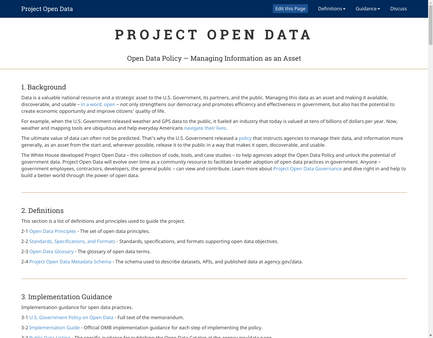 Project Open Data
Edit this Page Definitions Guidance Discuss
PROJECT OPEN DATA
Open Data Policy — Managing Information as an Asset
1. Background
Data is a valuable national resource and a strategic asset to the U.S. Government, its partners, and the public. Managing this data as an asset and making it available,
discoverable, and usable – in a word, open – not only strengthens our democracy and promotes efficiency and effectiveness in government, but also has the potential to
create economic opportunity and improve citizens' quality of life.
For example, when the U.S. Government released weather and GPS data to the public, it fueled an industry that today is valued at tens of billions of dollars per year. Now,
weather and mapping tools are ubiquitous and help everyday Americans navigate their lives.
The ultimate value of data can often not be predicted. That's why the U.S. Government released a policy that instructs agencies to manage their data, and information more
generally, as an asset from the start and, wherever possible, release it to the public in a way that makes it open, discoverable, and usable.
The White House developed Project Open Data – this collection of code, tools, and case studies – to help agencies adopt the Open Data Policy and unlock the potential of
government data. Project Open Data will evolve over time as a community resource to facilitate broader adoption of open data practices in government. Anyone –
government employees, contractors, developers, the general public – can view and contribute. Learn more about Project Open Data Governance and dive right in and help to
build a better world through the power of open data.
2. Definitions
This section is a list of definitions and principles used to guide the project.
2-1 Open Data Principles - The set of open data principles.
2-2 Standards, Specifications, and Formats - Standards, specifications, and formats supporting open data objectives.
2-3 Open Data Glossary - The glossary of open data terms.
2-4 Project Open Data Metadata Schema - The schema used to describe datasets, APIs, and published data at agency.gov/data.
3. Implementation Guidance
Implementation guidance for open data practices.
3-1 U.S. Government Policy on Open Data - Full text of the memorandum.
3-2 Implementation Guide - Official OMB implementation guidance for each step of implementing the policy.